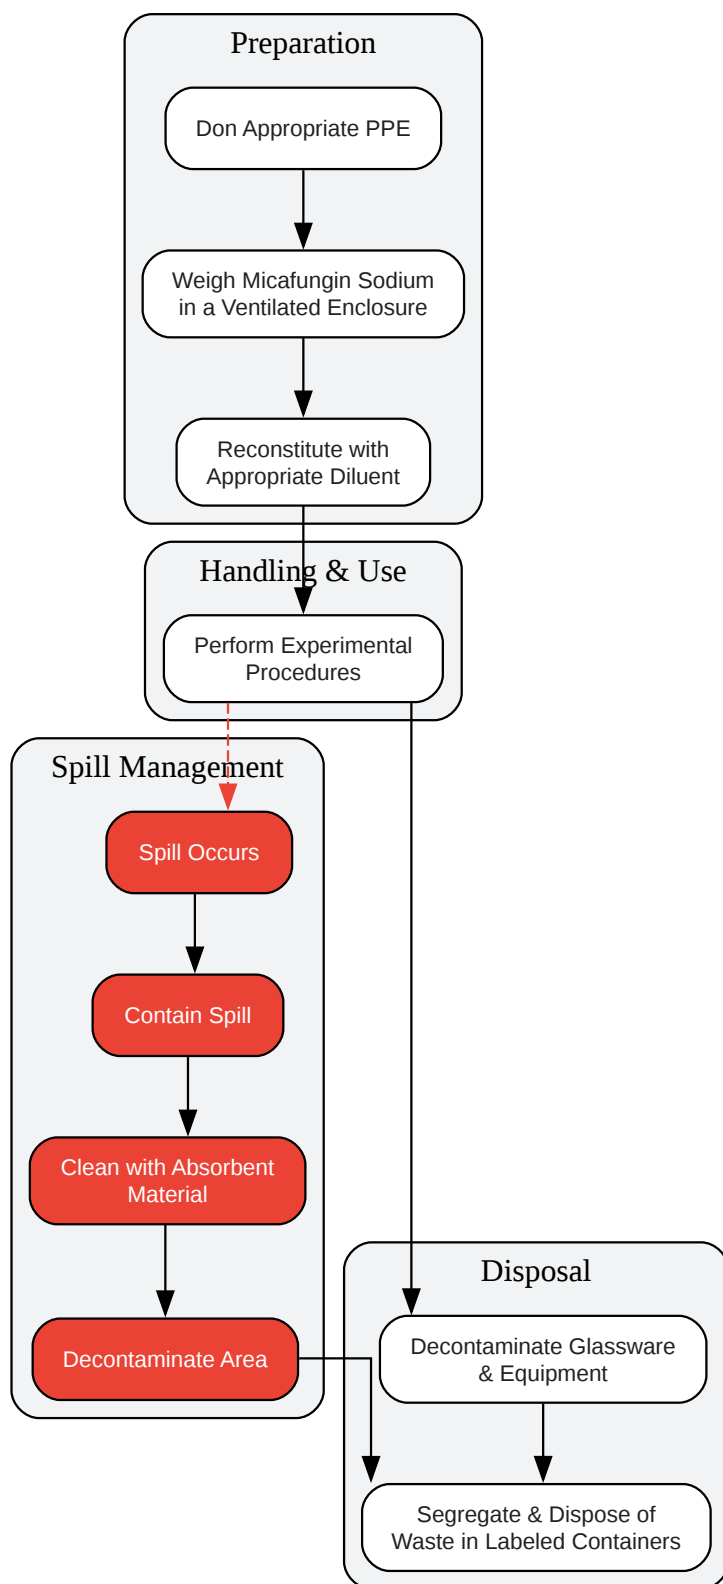 Preparation
Don Appropriate PPE
Weigh Micafungin Sodium
in a Ventilated Enclosure
Reconstitute with
Appropriate Diluent
Handling & Use
Perform Experimental
Procedures
Spill Management
Spill Occurs
Contain Spill
Clean with Absorbent
Material
Decontaminate Area
Disposal
Decontaminate Glassware
& Equipment
Segregate & Dispose of
Waste in Labeled Containers